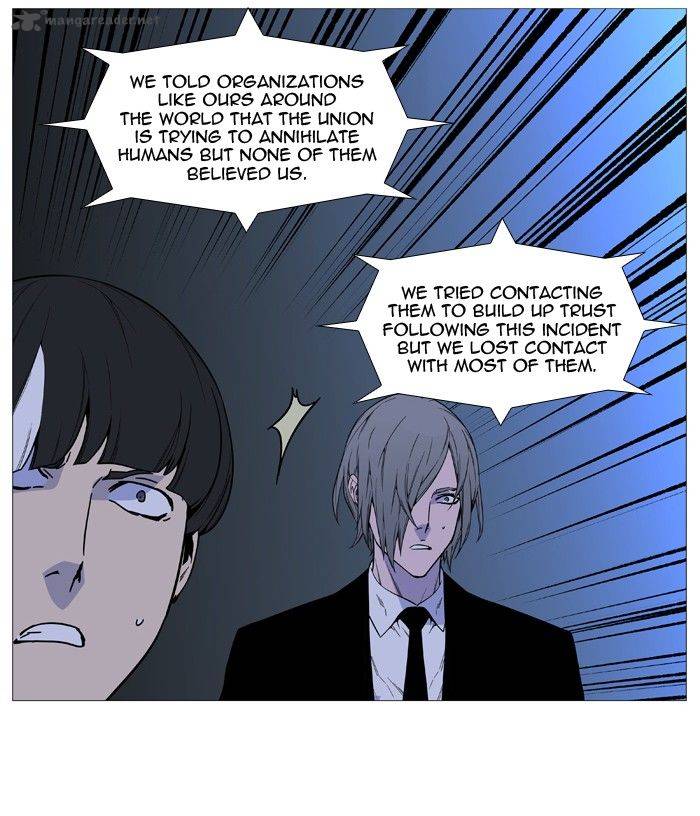 mangareader.net
WE TOLD ORGANIZATIONS
LIKE OURS AROUND
THE WORLD THAT THE UNION
IS TRYING TO ANNIHILATE
HUMANS BUT NONE OF THEM
BELIEVED US.
WE TRIED CONTACTING
THEM TO BUILD UP TRUST
FOLLOWING THIS INCIDENT
BUT WE LOST CONTACT
WITH MOST OF THEM.